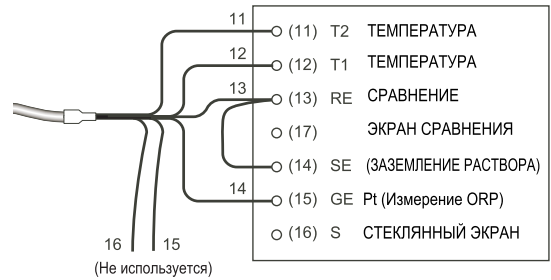 11 (11) T2 ТЕМПЕРАТУРА
12 (12) T1 ТЕМПЕРАТУРА
13 (13) RE СРАВНЕНИЕ
(17) ЭКРАН СРАВНЕНИЯ
(14) SE (ЗАЗЕМЛЕНИЕ РАСТВОРА)
14 (15) GE Pt (Измерение ORP)
(16) S СТЕКЛЯННЫЙ ЭКРАН
16 15
(Не используется)